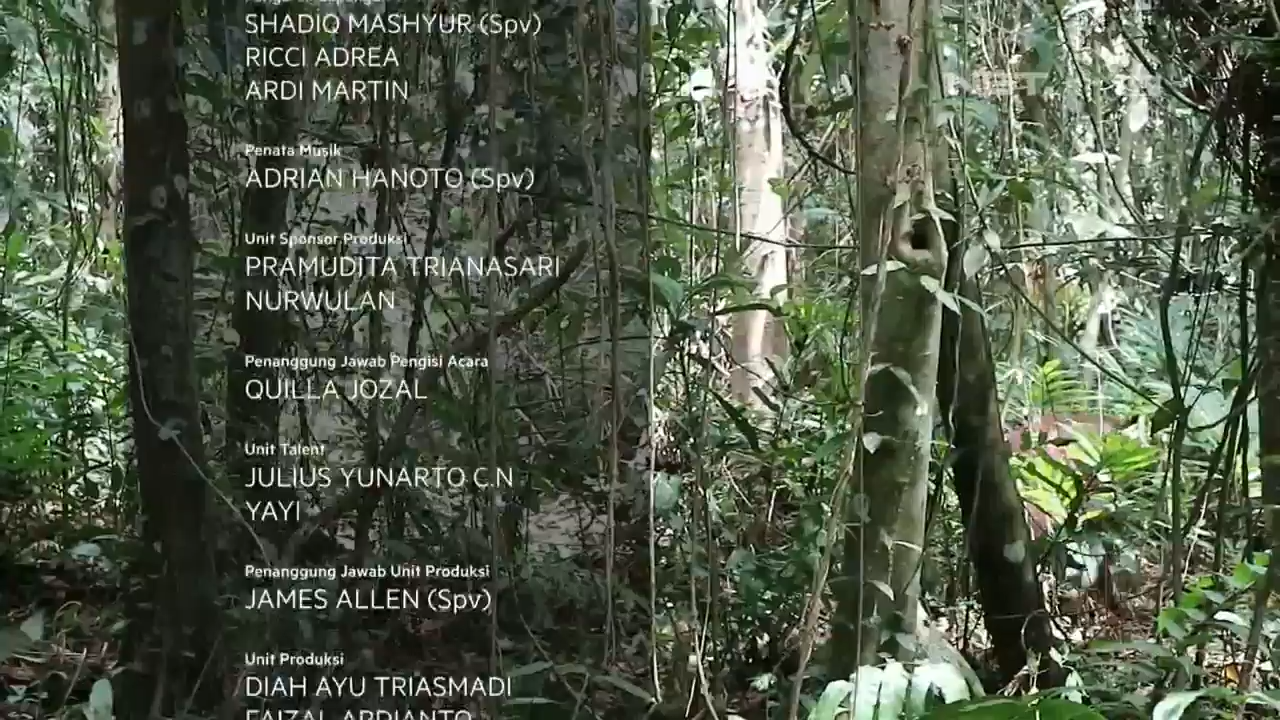 SHADIQ MASHYUR (Spv)
RICCI ADREA
ARDI MARTIN
Penata Musik
ADRIAN HANOTO (Spv)
Unit Sponsor Produksi
PRAMUDITA TRIANASARI
NURWULAN
Penanggung Jawab Pengisi Acara
QUILLA JOZAL
Unit Talent
JULIUS YUNARTO C.N
YAYI
Penanggung Jawab Unit Produksi
JAMES ALLEN (Spv)
Unit Produksi
DIAH AYU TRIASMADI
FAIZAL ARDIANTO